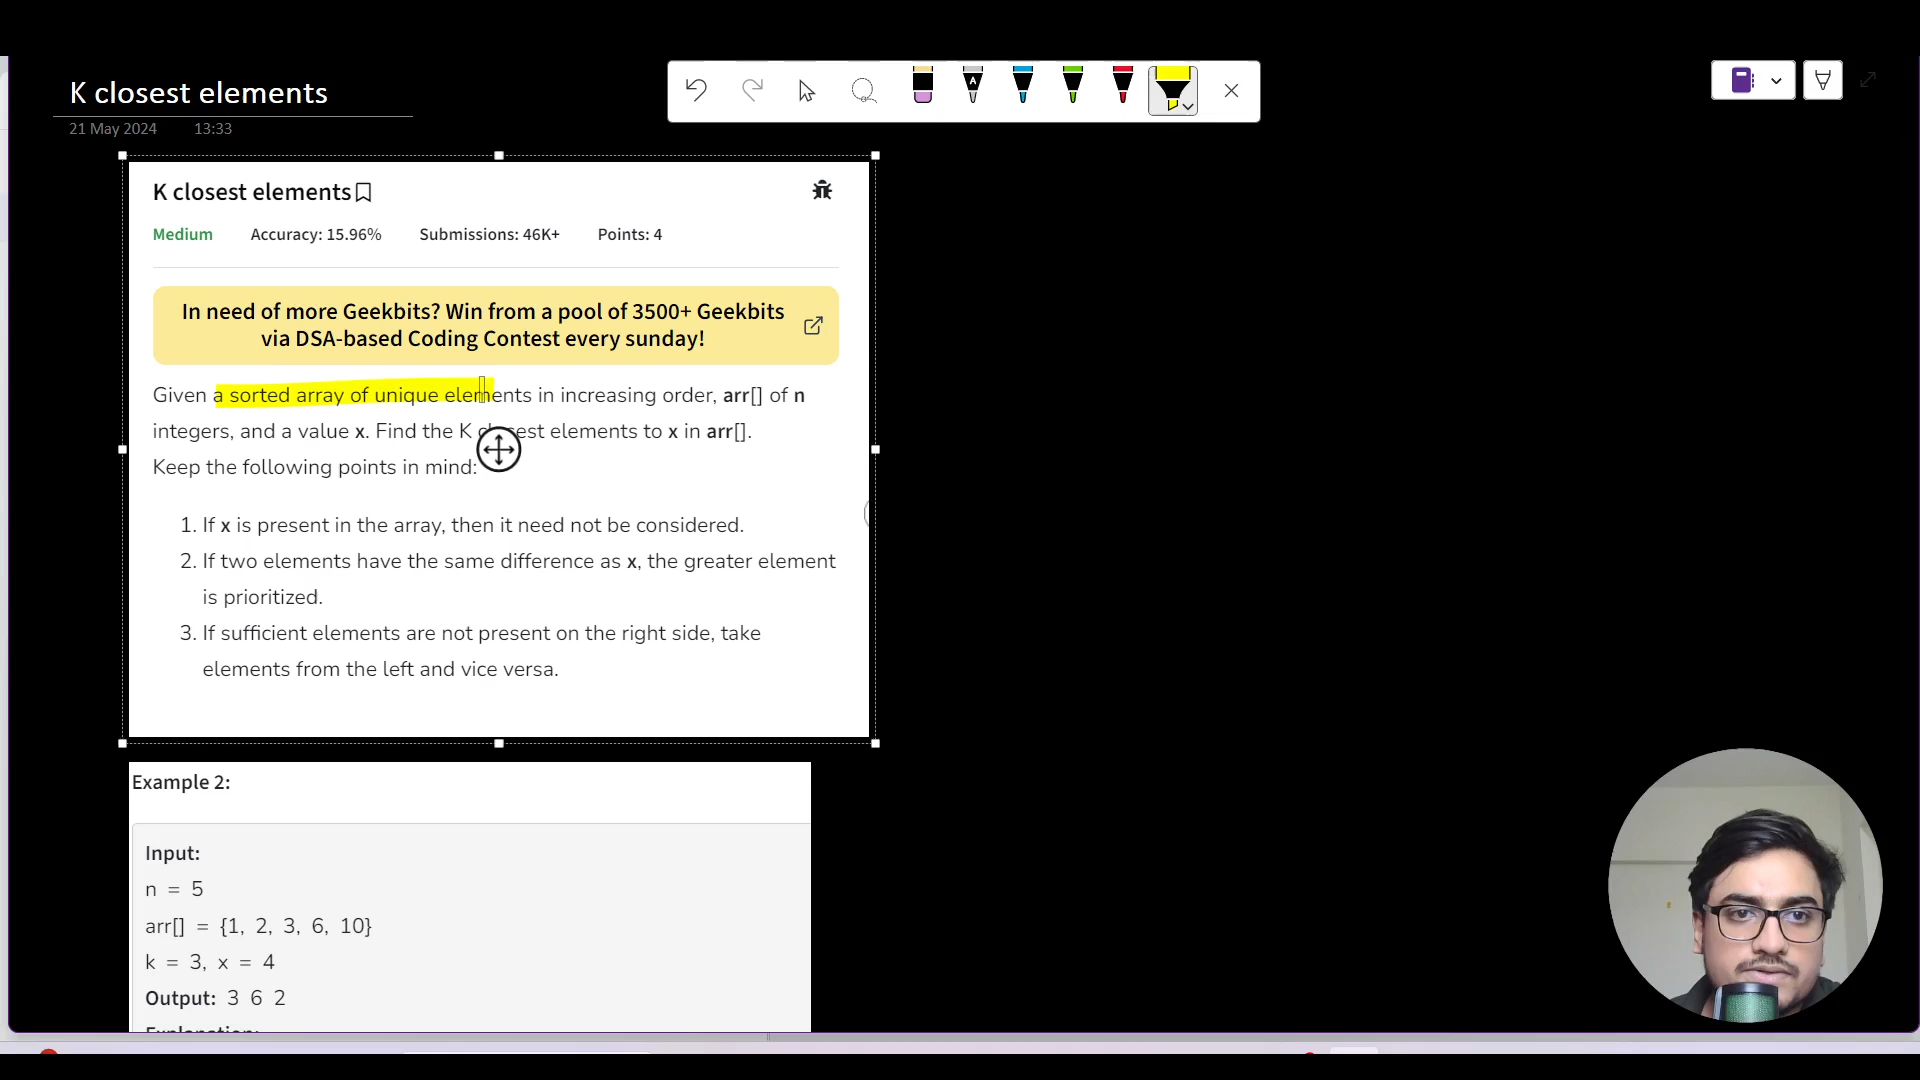 K closest elements
21 May 2024 13:33
K closest elements
Medium Accuracy: 15.96% Submissions: 46K+ Points: 4
In need of more Geekbits? Win from a pool of 3500+ Geekbits
via DSA-based Coding Contest every sunday!
Given a sorted array of unique elements in increasing order, arr[] of n
integers, and a value x. Find the K closest elements to x in arr[].
Keep the following points in mind:
1. If x is present in the array, then it need not be considered.
2. If two elements have the same difference as x, the greater element
is prioritized.
3. If sufficient elements are not present on the right side, take
elements from the left and vice versa.
Example 2:
Input:
n = 5
arr[] = {1, 2, 3, 6, 10}
k = 3, x = 4
Output: 3 6 2
Explanation: